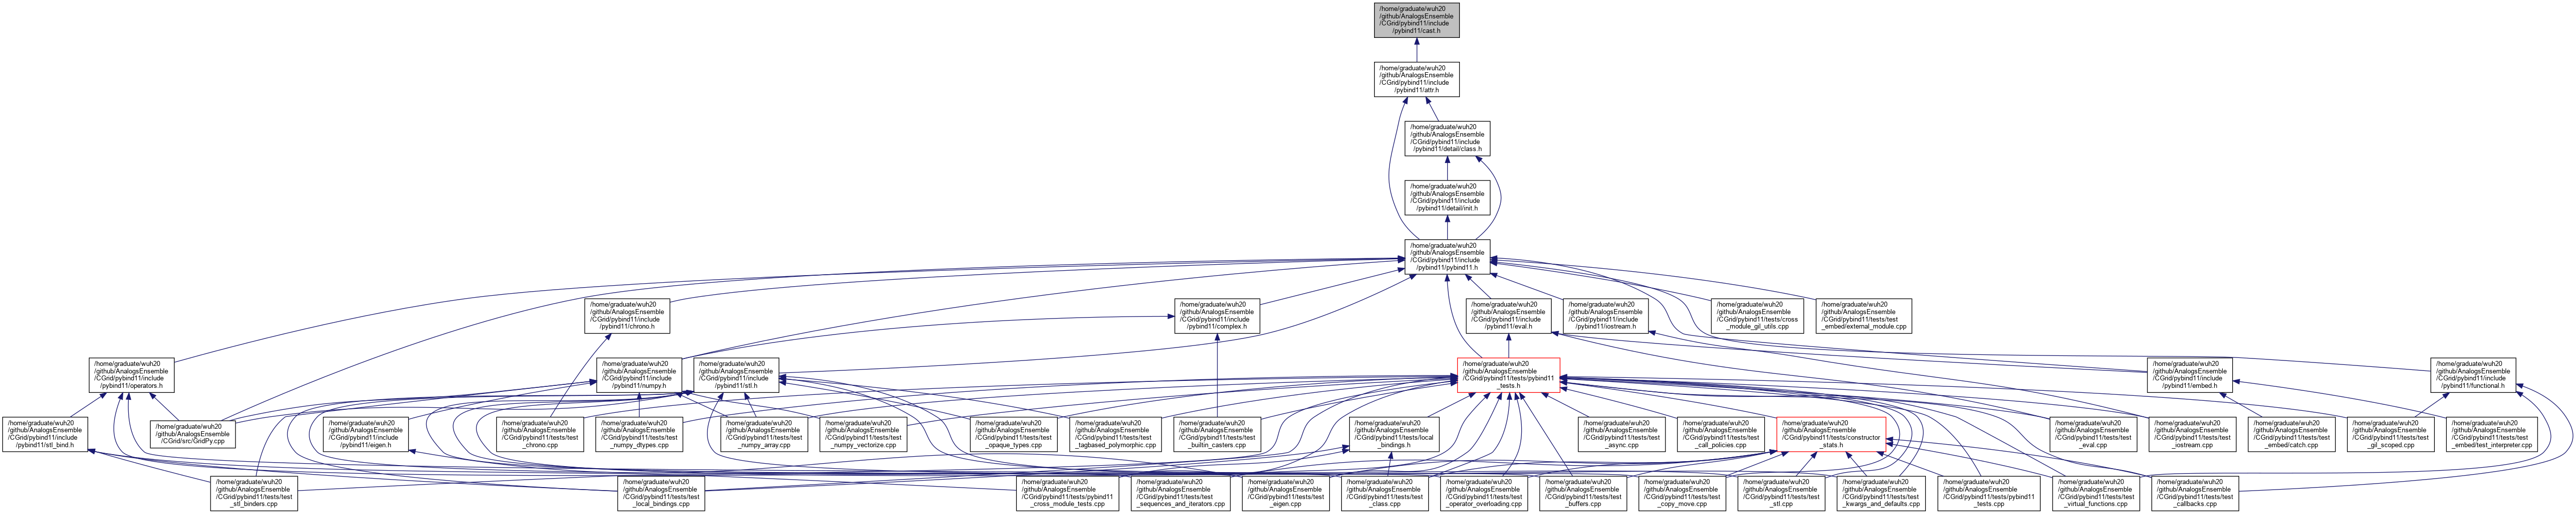 /home/graduate/wuh20
/github/AnalogsEnsemble
/CGrid/pybind11/include
/pybind11/cast.h
/home/graduate/wuh20
/github/AnalogsEnsemble
/CGrid/pybind11/include
/pybind11/attr.h
/home/graduate/wuh20
/github/AnalogsEnsemble
/CGrid/pybind11/include
/pybind11/detail/class.h
/home/graduate/wuh20
/github/AnalogsEnsemble
/CGrid/pybind11/include
/pybind11/detail/init.h
/home/graduate/wuh20
/github/AnalogsEnsemble
/CGrid/pybind11/include
/pybind11/pybind11.h
/home/graduate/wuh20
/github/AnalogsEnsemble
/CGrid/pybind11/include
/pybind11/chrono.h
/home/graduate/wuh20
/github/AnalogsEnsemble
/CGrid/pybind11/include
/pybind11/complex.h
/home/graduate/wuh20
/github/AnalogsEnsemble
/CGrid/pybind11/include
/pybind11/eval.h
/home/graduate/wuh20
/github/AnalogsEnsemble
/CGrid/pybind11/include
/pybind11/iostream.h
/home/graduate/wuh20
/github/AnalogsEnsemble
/CGrid/pybind11/tests/cross
_module_gil_utils.cpp
/home/graduate/wuh20
/github/AnalogsEnsemble
/CGrid/pybind11/tests/test
_embed/external_module.cpp
/home/graduate/wuh20
/github/AnalogsEnsemble
/CGrid/pybind11/include
/pybind11/operators.h
/home/graduate/wuh20
/github/AnalogsEnsemble
/CGrid/pybind11/include
/pybind11/numpy.h
/home/graduate/wuh20
/github/AnalogsEnsemble
/CGrid/pybind11/include
/pybind11/stl.h
/home/graduate/wuh20
/github/AnalogsEnsemble
/CGrid/pybind11/tests/pybind11
_tests.h
/home/graduate/wuh20
/github/AnalogsEnsemble
/CGrid/pybind11/include
/pybind11/embed.h
/home/graduate/wuh20
/github/AnalogsEnsemble
/CGrid/pybind11/include
/pybind11/functional.h
/home/graduate/wuh20
/github/AnalogsEnsemble
/CGrid/pybind11/include
/pybind11/stl_bind.h
/home/graduate/wuh20
/github/AnalogsEnsemble
/CGrid/src/GridPy.cpp
/home/graduate/wuh20
/github/AnalogsEnsemble
/CGrid/pybind11/include
/pybind11/eigen.h
/home/graduate/wuh20
/github/AnalogsEnsemble
/CGrid/pybind11/tests/test
_chrono.cpp
/home/graduate/wuh20
/github/AnalogsEnsemble
/CGrid/pybind11/tests/test
_numpy_dtypes.cpp
/home/graduate/wuh20
/github/AnalogsEnsemble
/CGrid/pybind11/tests/test
_numpy_array.cpp
/home/graduate/wuh20
/github/AnalogsEnsemble
/CGrid/pybind11/tests/test
_numpy_vectorize.cpp
/home/graduate/wuh20
/github/AnalogsEnsemble
/CGrid/pybind11/tests/test
_opaque_types.cpp
/home/graduate/wuh20
/github/AnalogsEnsemble
/CGrid/pybind11/tests/test
_tagbased_polymorphic.cpp
/home/graduate/wuh20
/github/AnalogsEnsemble
/CGrid/pybind11/tests/test
_builtin_casters.cpp
/home/graduate/wuh20
/github/AnalogsEnsemble
/CGrid/pybind11/tests/local
_bindings.h
/home/graduate/wuh20
/github/AnalogsEnsemble
/CGrid/pybind11/tests/test
_async.cpp
/home/graduate/wuh20
/github/AnalogsEnsemble
/CGrid/pybind11/tests/test
_call_policies.cpp
/home/graduate/wuh20
/github/AnalogsEnsemble
/CGrid/pybind11/tests/constructor
_stats.h
/home/graduate/wuh20
/github/AnalogsEnsemble
/CGrid/pybind11/tests/test
_eval.cpp
/home/graduate/wuh20
/github/AnalogsEnsemble
/CGrid/pybind11/tests/test
_iostream.cpp
/home/graduate/wuh20
/github/AnalogsEnsemble
/CGrid/pybind11/tests/test
_embed/catch.cpp
/home/graduate/wuh20
/github/AnalogsEnsemble
/CGrid/pybind11/tests/test
_gil_scoped.cpp
/home/graduate/wuh20
/github/AnalogsEnsemble
/CGrid/pybind11/tests/test
_embed/test_interpreter.cpp
/home/graduate/wuh20
/github/AnalogsEnsemble
/CGrid/pybind11/tests/test
_stl_binders.cpp
/home/graduate/wuh20
/github/AnalogsEnsemble
/CGrid/pybind11/tests/test
_local_bindings.cpp
/home/graduate/wuh20
/github/AnalogsEnsemble
/CGrid/pybind11/tests/pybind11
_cross_module_tests.cpp
/home/graduate/wuh20
/github/AnalogsEnsemble
/CGrid/pybind11/tests/test
_sequences_and_iterators.cpp
/home/graduate/wuh20
/github/AnalogsEnsemble
/CGrid/pybind11/tests/test
_eigen.cpp
/home/graduate/wuh20
/github/AnalogsEnsemble
/CGrid/pybind11/tests/test
_class.cpp
/home/graduate/wuh20
/github/AnalogsEnsemble
/CGrid/pybind11/tests/test
_operator_overloading.cpp
/home/graduate/wuh20
/github/AnalogsEnsemble
/CGrid/pybind11/tests/test
_buffers.cpp
/home/graduate/wuh20
/github/AnalogsEnsemble
/CGrid/pybind11/tests/test
_copy_move.cpp
/home/graduate/wuh20
/github/AnalogsEnsemble
/CGrid/pybind11/tests/test
_stl.cpp
/home/graduate/wuh20
/github/AnalogsEnsemble
/CGrid/pybind11/tests/test
_kwargs_and_defaults.cpp
/home/graduate/wuh20
/github/AnalogsEnsemble
/CGrid/pybind11/tests/pybind11
_tests.cpp
/home/graduate/wuh20
/github/AnalogsEnsemble
/CGrid/pybind11/tests/test
_virtual_functions.cpp
/home/graduate/wuh20
/github/AnalogsEnsemble
/CGrid/pybind11/tests/test
_callbacks.cpp